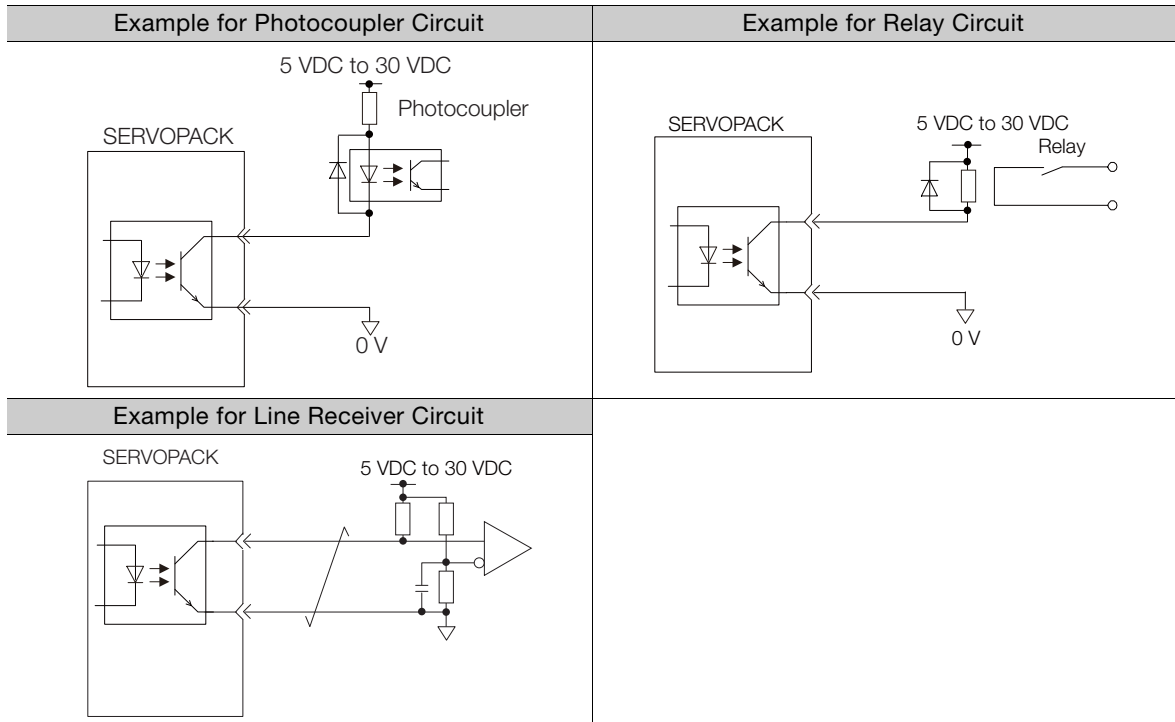 Example for Photocoupler Circuit
5 VDC to 30 VDC
Photocoupler
SERVOPACK
0 V
Example for Relay Circuit
SERVOPACK
5 VDC to 30 VDC
Relay
0 V
Example for Line Receiver Circuit
SERVOPACK
5 VDC to 30 VDC